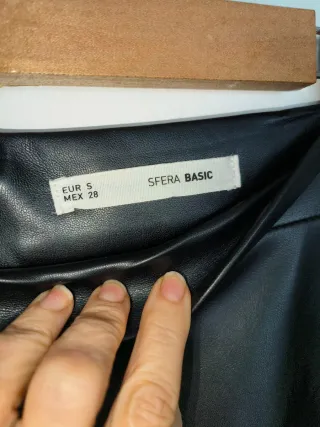 EUR S
MEX 28
SFERA BASIC